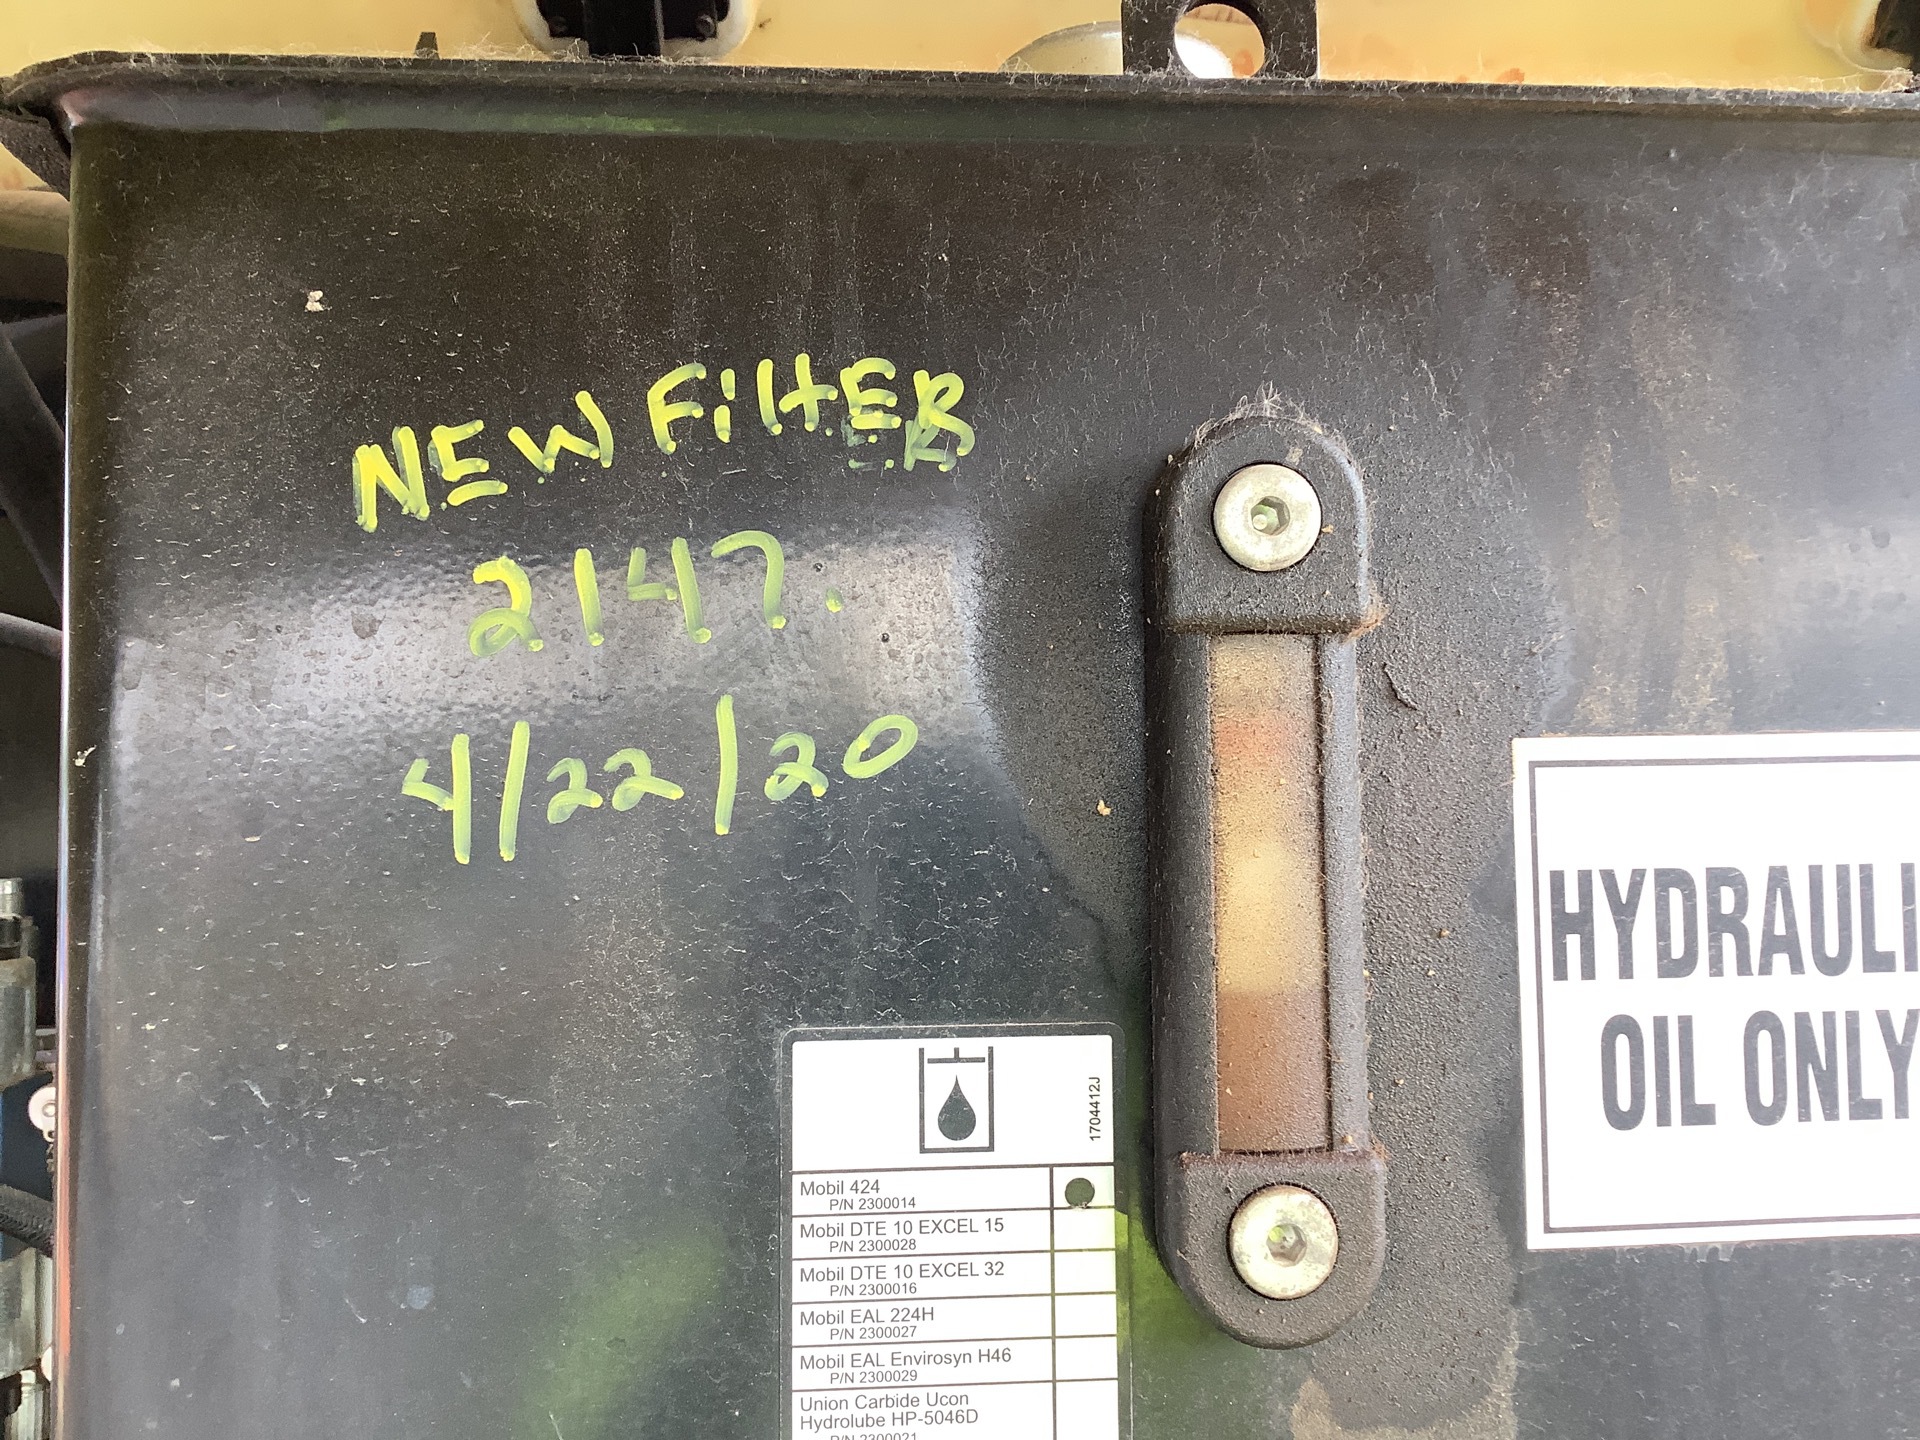 NEW FiltER
2147.
4/22/20
1704412J
Mobil 424
P/N 2300014
Mobil DTE 10 EXCEL 15
P/N 2300028
Mobil DTE 10 EXCEL 32
P/N 2300016
Mobil EAL 224H
P/N 2300027
Mobil EAL Envirosyn H46
P/N 2300029
Union Carbide Ucon
Hydrolube HP-5046D
P/N 2300021
HYDRAULI
OIL ONLY